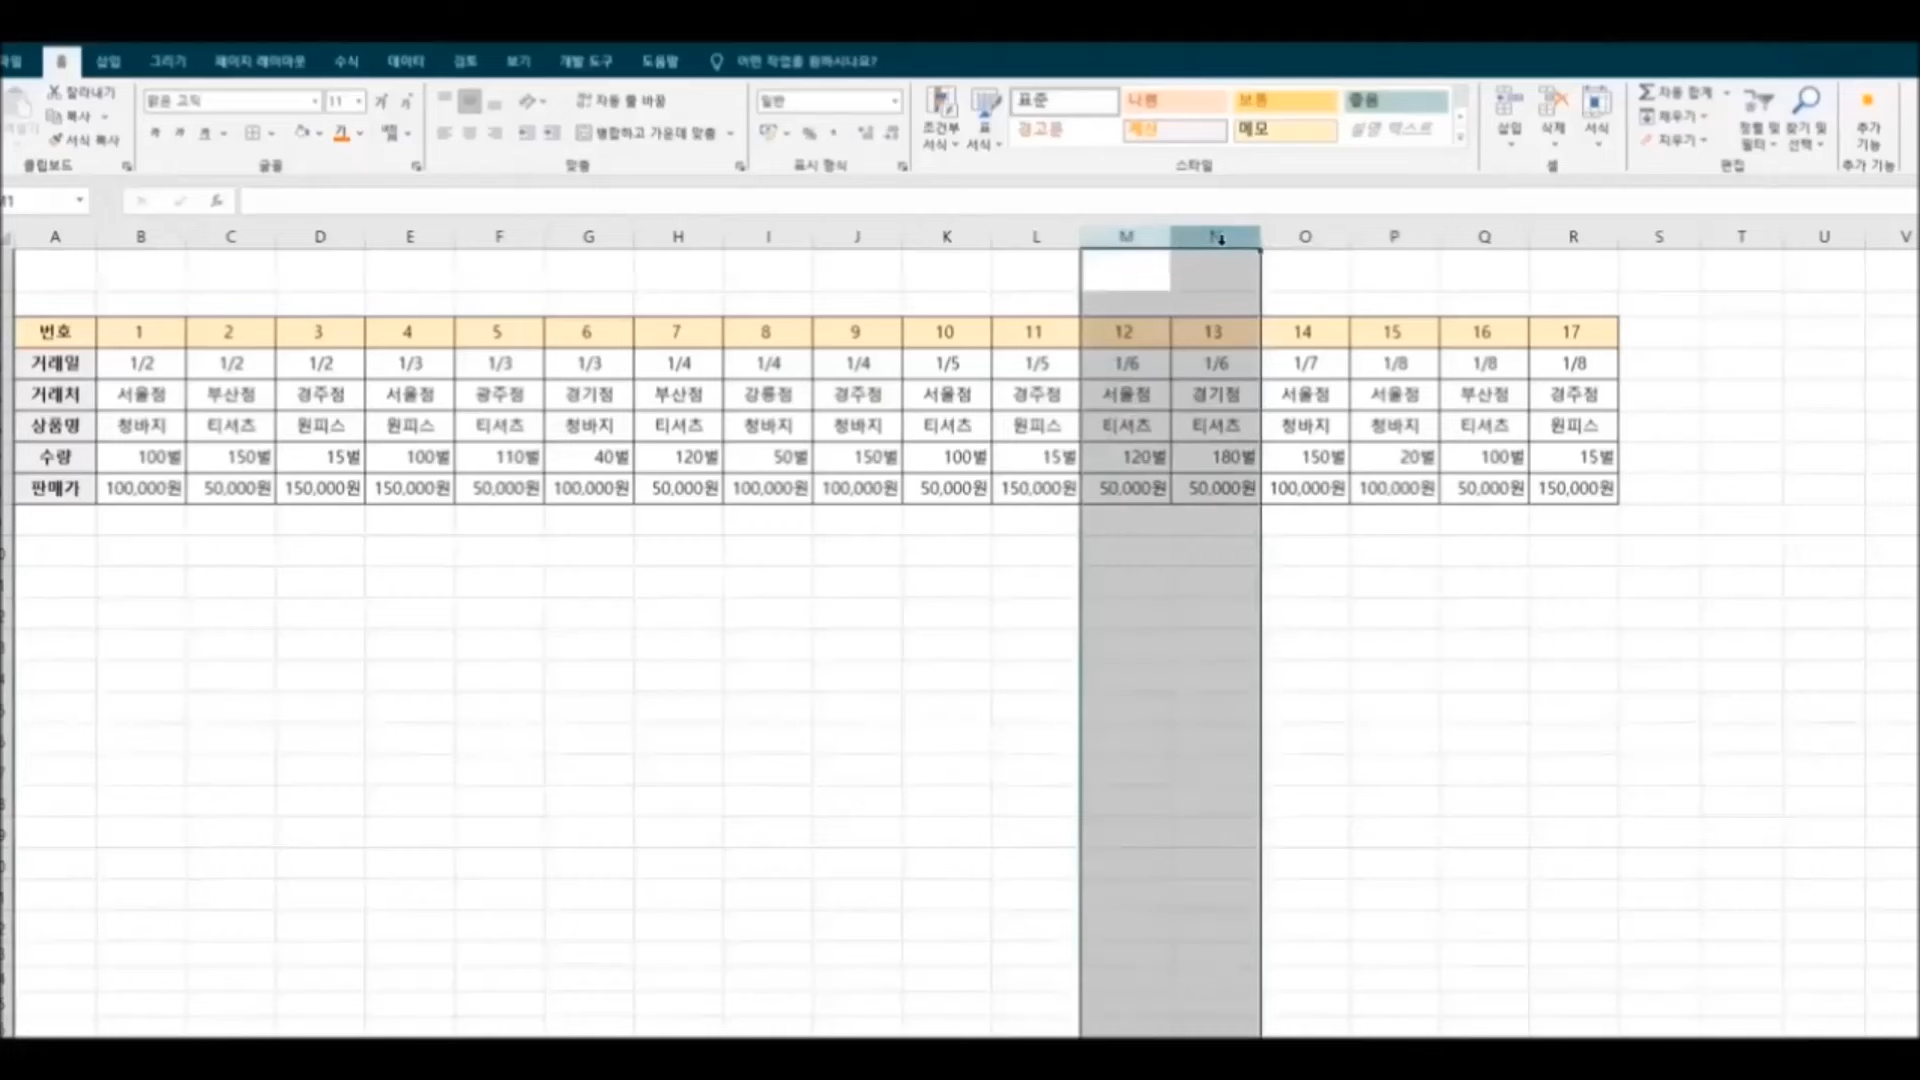 파일 홈 삽입 그리기 페이지 레이아웃 수식 데이터 검토 보기 개발 도구 도움말 어떤 작업을 원하시나요?
잘라내기
복사
서식 복사
클립보드
맑은 고딕 11
가 가 가
글꼴
자동 줄 바꿈
병합하고 가운데 맞춤
맞춤
일반
%
표시 형식
조건부 서식
표 서식
표준 나쁨 보통 좋음
경고문 계산 메모 설명 텍스트
스타일
삽입 삭제 서식
셀
자동 합계
채우기
지우기
정렬 및 필터
찾기 및 선택
편집
추가 기능
추가 기능
M1 fx
A B C D E F G H I J K L M N O P Q R S T U V
번호 1 2 3 4 5 6 7 8 9 10 11 12 13 14 15 16 17
거래일 1/2 1/2 1/2 1/3 1/3 1/3 1/4 1/4 1/4 1/5 1/5 1/6 1/6 1/7 1/8 1/8 1/8
거래처 서울점 부산점 경주점 서울점 광주점 경기점 부산점 강릉점 경주점 서울점 경주점 서울점 경기점 서울점 서울점 부산점 경주점
상품명 청바지 티셔츠 원피스 원피스 티셔츠 청바지 티셔츠 청바지 청바지 티셔츠 원피스 티셔츠 티셔츠 청바지 청바지 티셔츠 원피스
수량 100벌 150벌 15벌 100벌 110벌 40벌 120벌 50벌 150벌 100벌 15벌 120벌 180벌 150벌 20벌 100벌 15벌
판매가 100,000원 50,000원 150,000원 150,000원 50,000원 100,000원 50,000원 100,000원 100,000원 50,000원 150,000원 50,000원 50,000원 100,000원 100,000원 50,000원 150,000원